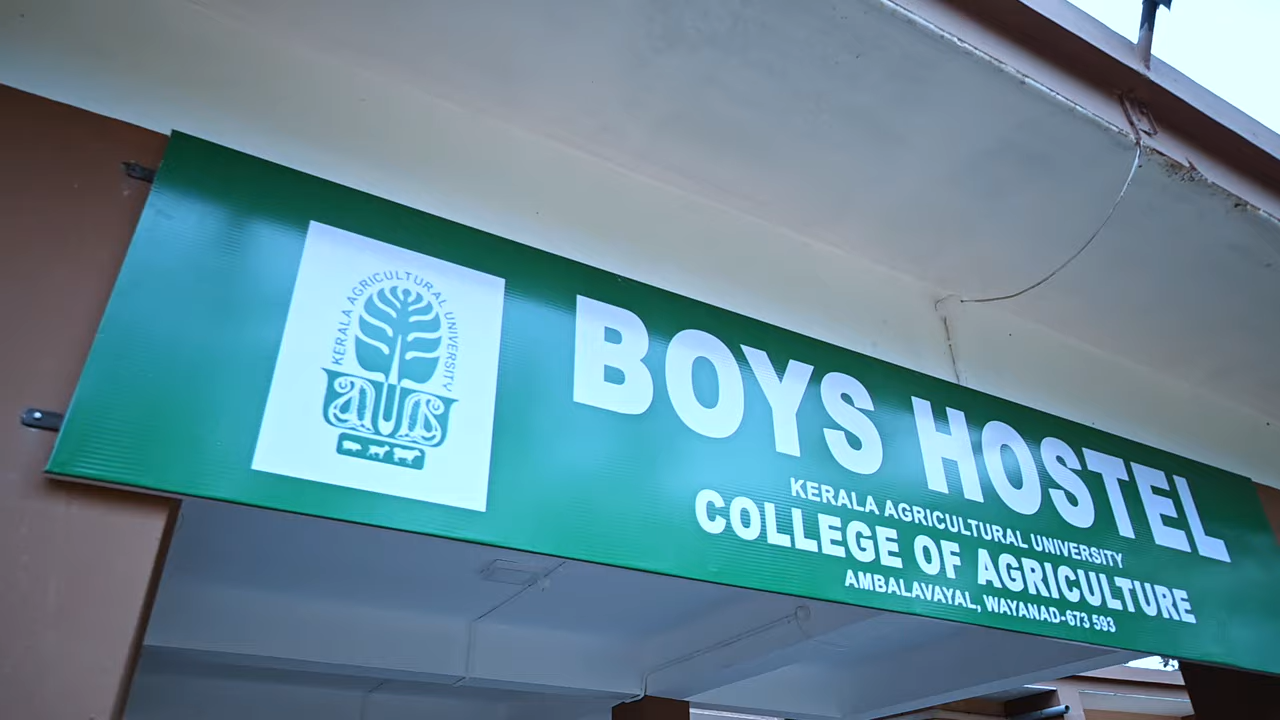 KERALA AGRICULTURAL UNIVERSITY
BOYS HOSTEL
KERALA AGRICULTURAL UNIVERSITY
COLLEGE OF AGRICULTURE
AMBALAVAYAL, WAYANAD-673 593